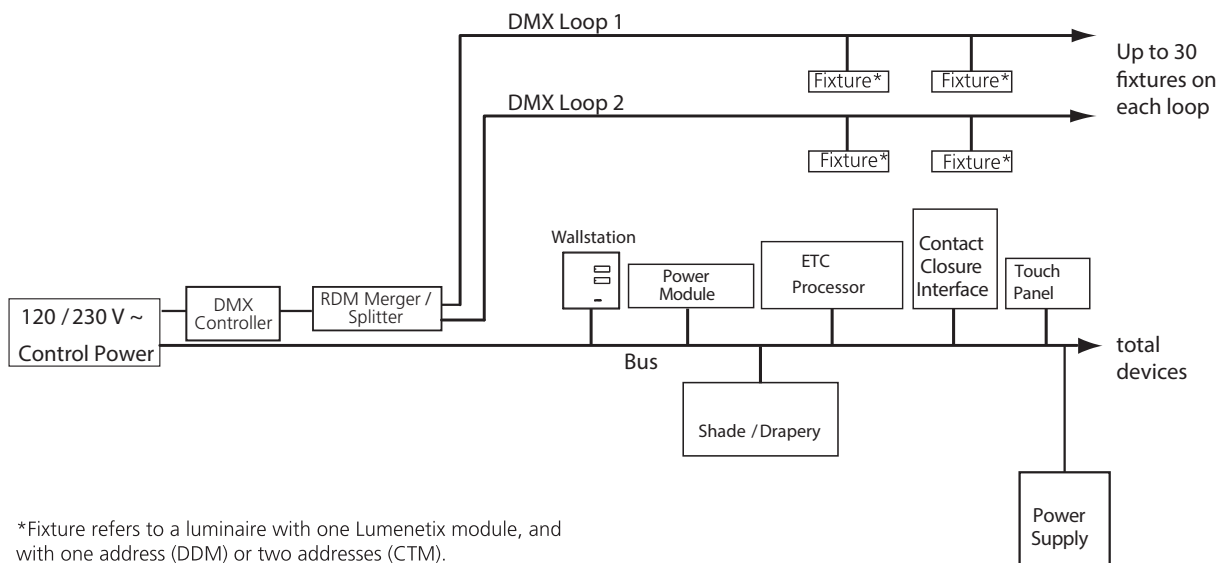 DMX Loop 1
Up to 30
fixtures on
each loop
Fixture*
Fixture*
DMX Loop 2
Fixture*
Fixture*
Wallstation
Power
Module
ETC
Processor
Contact
Closure
Interface
Touch
Panel
120 / 230 V ~
Control Power
DMX
Controller
RDM Merger /
Splitter
Bus
total
devices
Shade / Drapery
Power
Supply
*Fixture refers to a luminaire with one Lumenetix module, and
with one address (DDM) or two addresses (CTM).